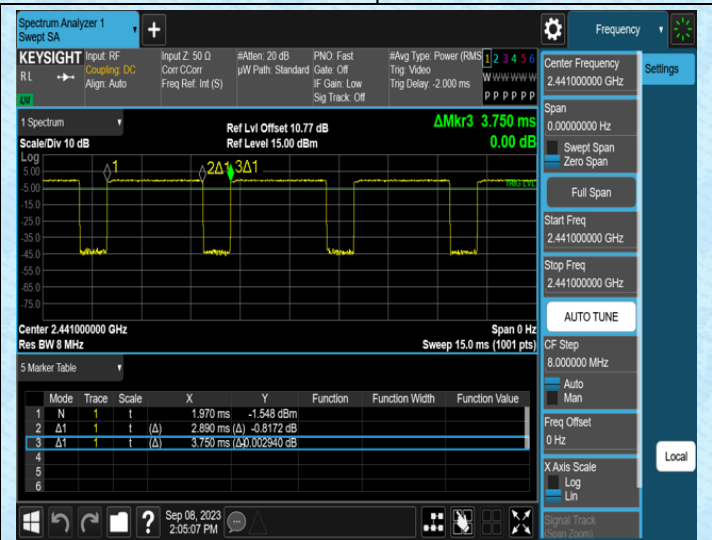 Spectrum Analyzer 1
Swept SA
+
Frequency
KEYSIGHT
Input: RF
Coupling: DC
Align: Auto
Input Z: 50 Ω
Corr CCorr
Freq Ref: Int (S)
#Atten: 20 dB
µW Path: Standard
PNO: Fast
Gate: Off
IF Gain: Low
Sig Track: Off
#Avg Type: Power (RMS
Trig: Video
Trig Delay: -2.000 ms
1 2 3 4 5 6
W W W W W W
P P P P P P
R L
LXI
1 Spectrum
Scale/Div 10 dB
Ref Lvl Offset 10.77 dB
Ref Level 15.00 dBm
ΔMkr3 3.750 ms
0.00 dB
Log
5.00
-5.00
-15.0
-25.0
-35.0
-45.0
-55.0
-65.0
-75.0
1
2Δ1
3Δ1
TRIG LVL
Center 2.441000000 GHz
Res BW 8 MHz
Span 0 Hz
Sweep 15.0 ms (1001 pts)
5 Marker Table
Mode Trace Scale X Y Function Function Width Function Value
1 N 1 t 1.970 ms -1.548 dBm
2 Δ1 1 t (Δ) 2.890 ms (Δ) -0.8172 dB
3 Δ1 1 t (Δ) 3.750 ms (Δ) -0.002940 dB
4
5
6
?
Sep 08, 2023
2:05:07 PM
Center Frequency
2.441000000 GHz
Settings
Span
0.00000000 Hz
Swept Span
Zero Span
Full Span
Start Freq
2.441000000 GHz
Stop Freq
2.441000000 GHz
AUTO TUNE
CF Step
8.000000 MHz
Auto
Man
Freq Offset
0 Hz
X Axis Scale
Log
Lin
Local
Signal Track
(Span Zoom)